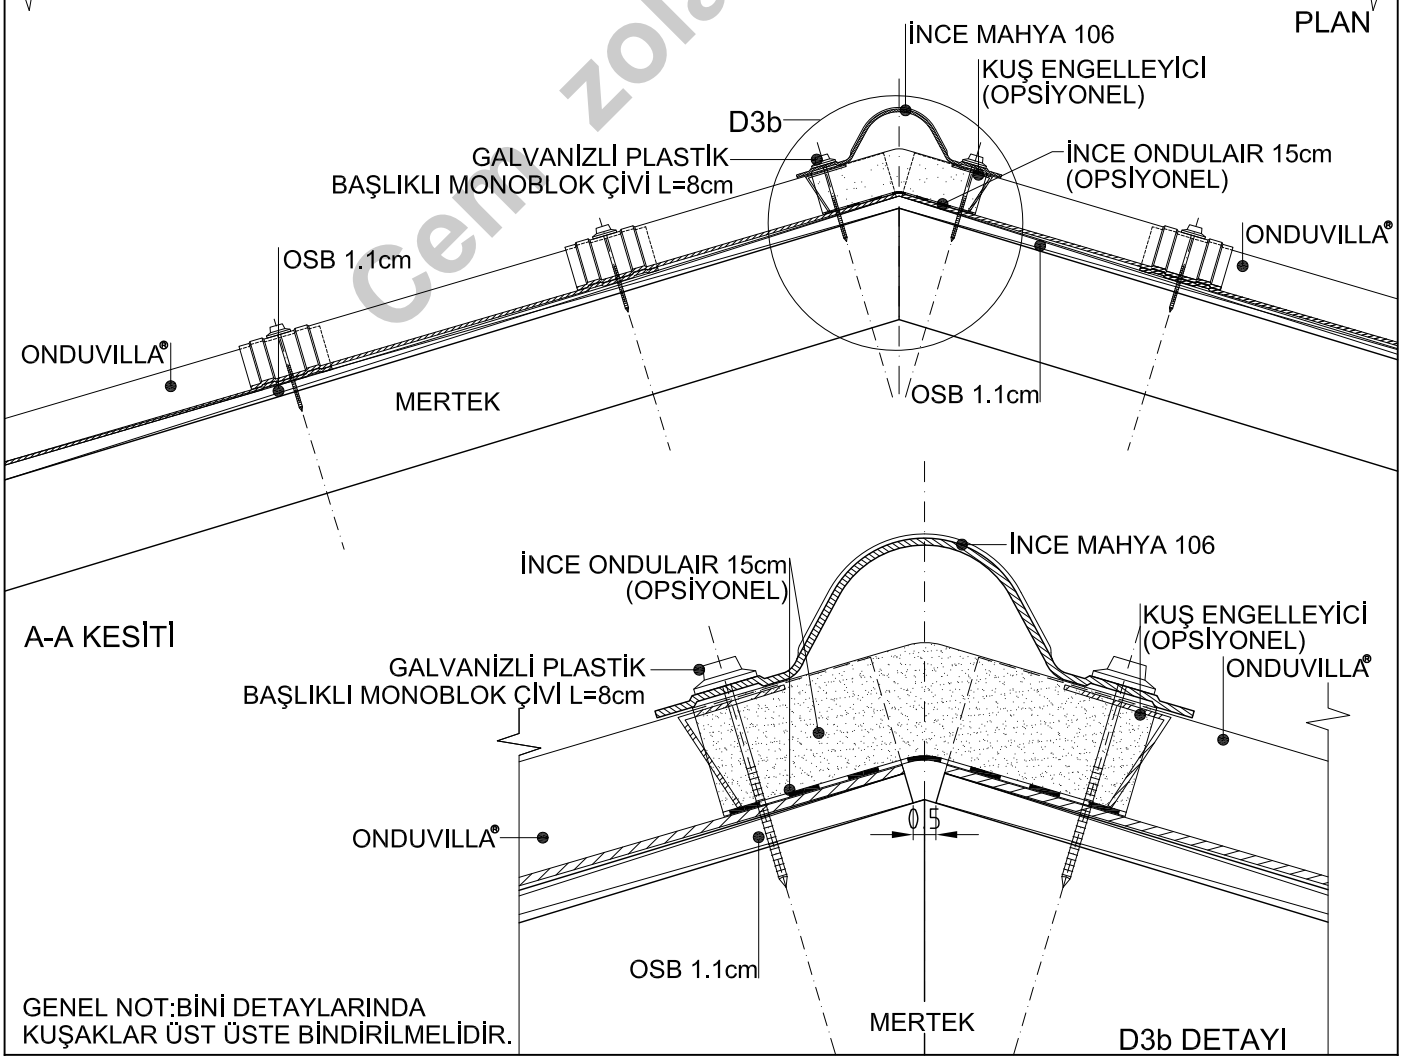 PLAN
İNCE MAHYA 106
KUŞ ENGELLEYİCİ
(OPSİYONEL)
D3b
GALVANİZLİ PLASTİK
BAŞLIKLI MONOBLOK ÇİVİ L=8cm
İNCE ONDULAIR 15cm
(OPSİYONEL)
ONDUVILLA®
OSB 1.1cm
ONDUVILLA®
MERTEK
OSB 1.1cm
Cem zola
A-A KESİTİ
İNCE MAHYA 106
İNCE ONDULAIR 15cm
(OPSİYONEL)
KUŞ ENGELLEYİCİ
(OPSİYONEL)
ONDUVILLA®
GALVANİZLİ PLASTİK
BAŞLIKLI MONOBLOK ÇİVİ L=8cm
0 5
ONDUVILLA®
OSB 1.1cm
MERTEK
GENEL NOT:BİNİ DETAYLARINDA
KUŞAKLAR ÜST ÜSTE BİNDİRİLMELİDİR.
D3b DETAYI